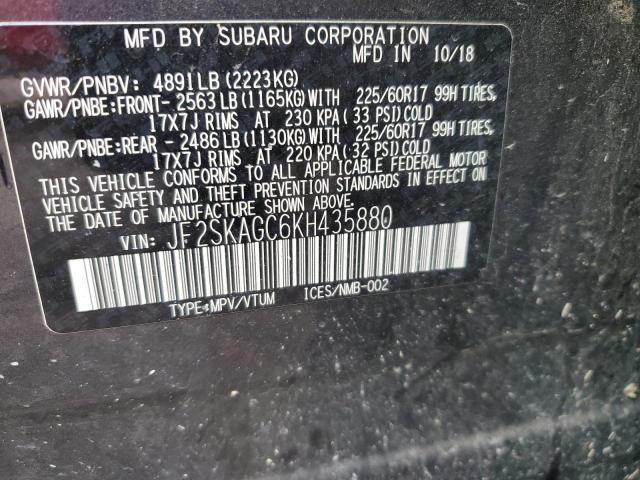 MFD BY SUBARU CORPORATION
MFD IN 10/18
GVWR/PNBV: 4891LB (2223KG)
GAWR/PNBE:FRONT- 2563LB (1165KG)WITH 225/60R17 99H TIRES,
17X7J RIMS AT 230 KPA( 33 PSI)COLD
GAWR/PNBE:REAR - 2486LB (1130KG)WITH 225/60R17 99H TIRES,
17X7J RIMS AT 220 KPA( 32 PSI)COLD
THIS VEHICLE CONFORMS TO ALL APPLICABLE FEDERAL MOTOR
VEHICLE SAFETY AND THEFT PREVENTION STANDARDS IN EFFECT ON
THE DATE OF MANUFACTURE SHOWN ABOVE.
VIN: JF2SKAGC6KH435880
TYPE:MPV/VTUM ICES/NMB-002